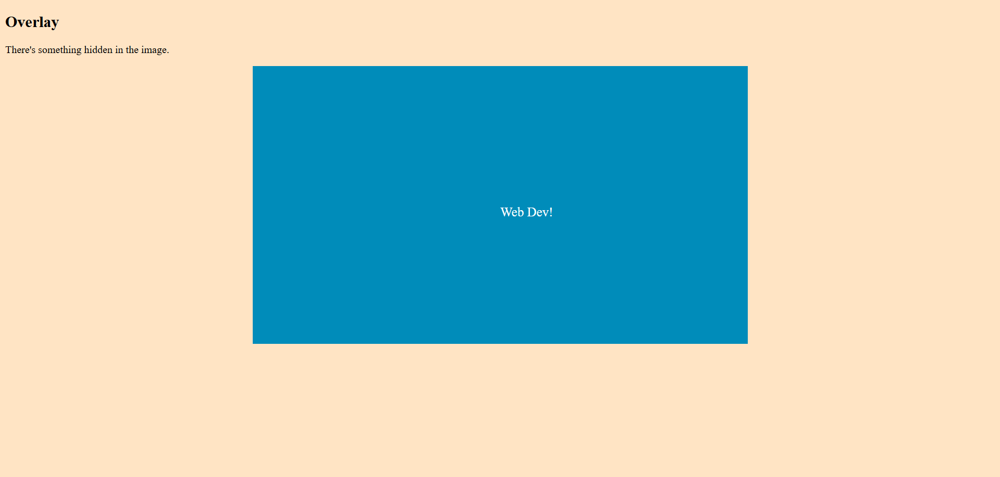 Overlay
There's something hidden in the image.
Web Dev!